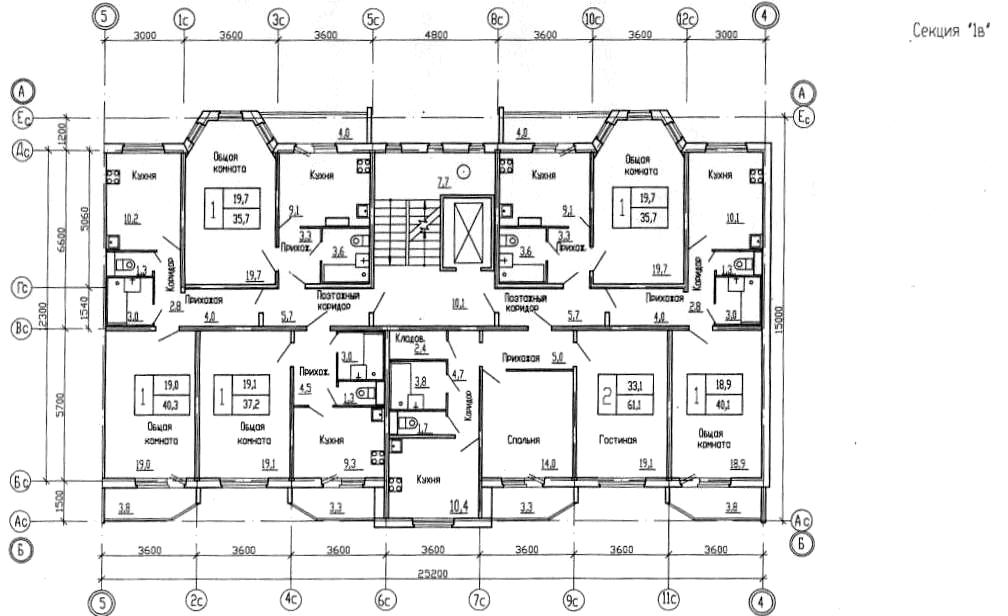 5 1с 3с 5с 8с 10с 12с 4
3000 3600 3600 4800 3600 3600 3000
Секция "1в"
А А
Ес Ес
1200
4,0 4,0
Дс
Общая комната Общая комната
Кухня Кухня Кухня Кухня
7,7
1 19,7 1 19,7
35,7 35,7
10,2 9,1 9,1 10,1
5060
6600
3,3 3,3
Прихож. 3,6 3,6 Прихож.
Коридор Коридор
1,3 1,3
19,7 19,7
Гс
Прихожая Поэтажный коридор 10,1 Поэтажный коридор Прихожая
2,8 2,8
3,0 4,0 5,7 5,7 4,0 3,0
1540
12300
15000
Вс
Кладов.
2,4
3,0 Прихожая 5,0
Прихож.
4,5 3,8 4,7
1 19,0 1 19,1 2 33,1 1 18,9
40,3 37,2 61,1 40,1
1,3 Коридор
5700
1,7
Общая комната Общая комната Кухня Спальня Гостиная Общая комната
19,0 19,1 9,3 14,0 19,1 18,9
Кухня
10,4
Бс
1500
3,8 3,3 3,3 3,8
Ас Ас
Б Б
3600 3600 3600 3600 3600 3600 3600
25200
5 2с 4с 6с 7с 9с 11с 4